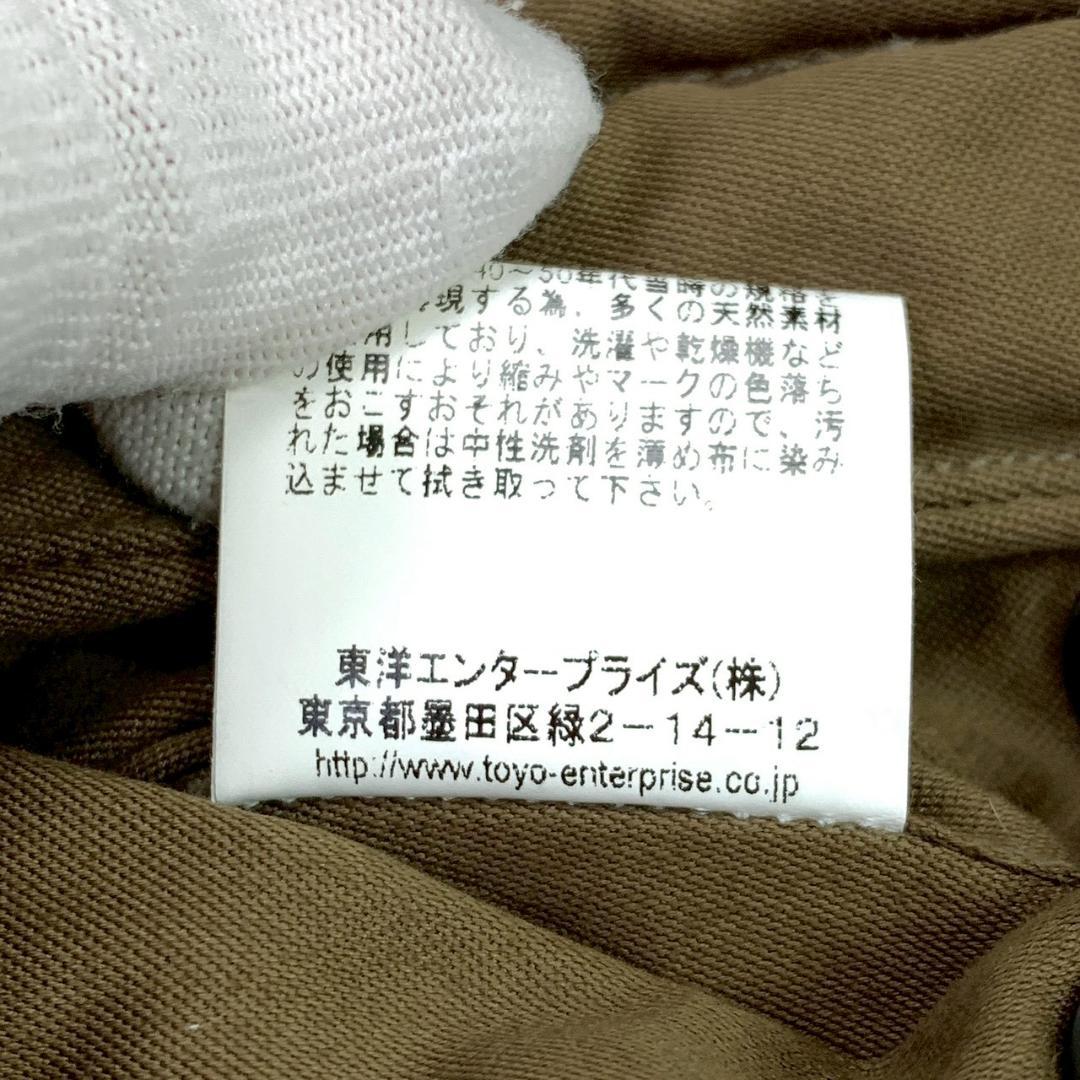 40～50年代当時の規格を
現する為、多くの天然素材
用しており、洗濯や乾燥機など
の使用により縮みやマークの色落ち
をおこすおそれがありますので、汚
れた場合は中性洗剤を薄め布に染み
込ませて拭き取って下さい。
東洋エンタープライズ(株)
東京都墨田区緑2－14－12
http://www.toyo-enterprise.co.jp